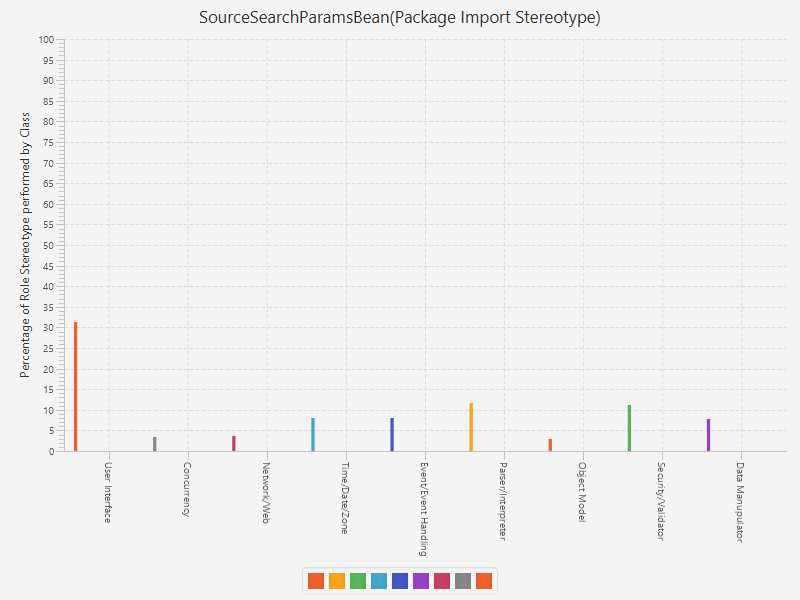 SourceSearchParamsBean(Package Import Stereotype)
Percentage of Role Stereotype performed by Class
100
95
90
85
80
75
70
65
60
55
50
45
40
35
30
25
20
15
10
5
0
User Interface
Concurrency
Network/Web
Time/Date/Zone
Event/Event Handling
Parser/Interpreter
Object Model
Security/Validator
Data Manupulator